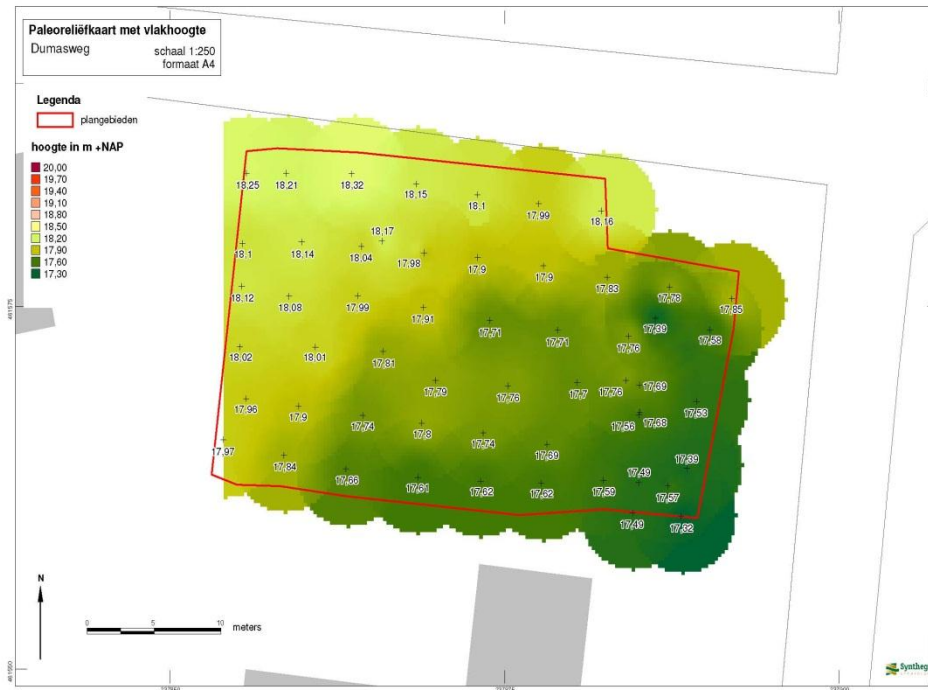 Paleoreliëfkaart met vlakhoogte
Dumasweg
schaal 1:250
formaat A4
Legenda
plangebieden
hoogte in m +NAP
20,00
19,70
19,40
19,10
18,80
18,50
18,20
17,90
17,60
17,30
18,25 18,21 18,32 18,15 18,1 17,99 18,16
18,1 18,14 18,04 18,17 17,98 17,9 17,9 17,83 17,78 17,85
18,12 18,08 17,99 17,91 17,71 17,71 17,76 17,39 17,58
18,02 18,01 17,81 17,79 17,76 17,7 17,76 17,69 17,53
17,96 17,9 17,74 17,8 17,74 17,69 17,56 17,68
17,97 17,84 17,66 17,61 17,62 17,62 17,59 17,49 17,57 17,39
17,49 17,32
461575
461550
N
0 5 10 meters
Syntheg